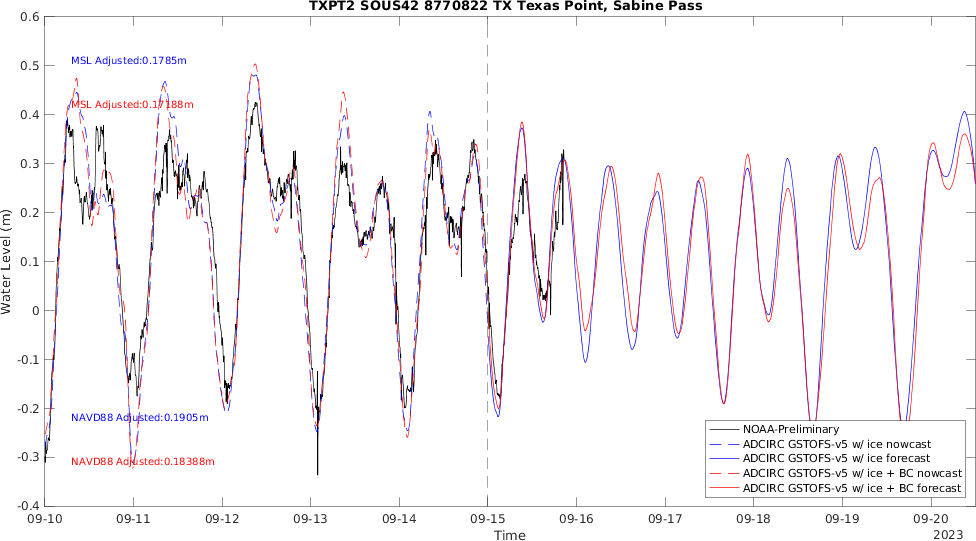 TXPT2 SOUS42 8770822 TX Texas Point, Sabine Pass
0.6
0.5
0.4
0.3
0.2
0.1
0
-0.1
-0.2
-0.3
-0.4
Water Level (m)
MSL Adjusted:0.1785m
MSL Adjusted:0.17188m
NAVD88 Adjusted:0.1905m
NAVD88 Adjusted:0.18388m
NOAA-Preliminary
ADCIRC GSTOFS-v5 w/ ice nowcast
ADCIRC GSTOFS-v5 w/ ice forecast
ADCIRC GSTOFS-v5 w/ ice + BC nowcast
ADCIRC GSTOFS-v5 w/ ice + BC forecast
09-10 09-11 09-12 09-13 09-14 09-15 09-16 09-17 09-18 09-19 09-20
2023
Time